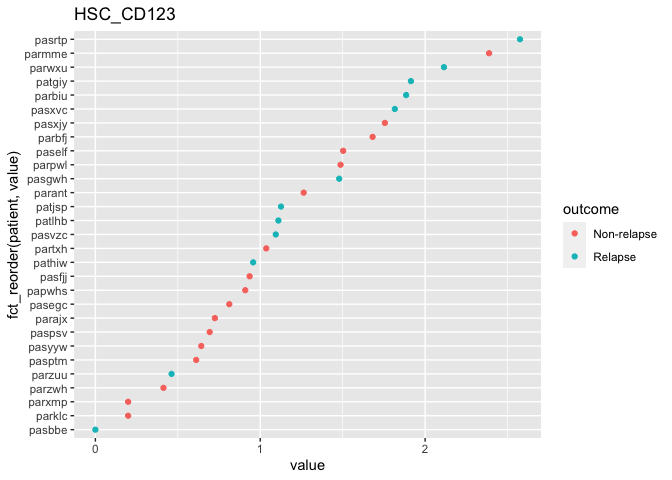 HSC_CD123
fct_reorder(patient, value)
pasrtp
parmme
parwxu
patgiy
parbiu
pasxvc
pasxjy
parbfj
paself
parpwl
pasgwh
parant
patjsp
patlhb
pasvzc
partxh
pathiw
pasfjj
papwhs
pasegc
parajx
paspsv
pasyyw
pasptm
parzuu
parzwh
parxmp
parklc
pasbbe
0 1 2
value
outcome
Non-relapse
Relapse